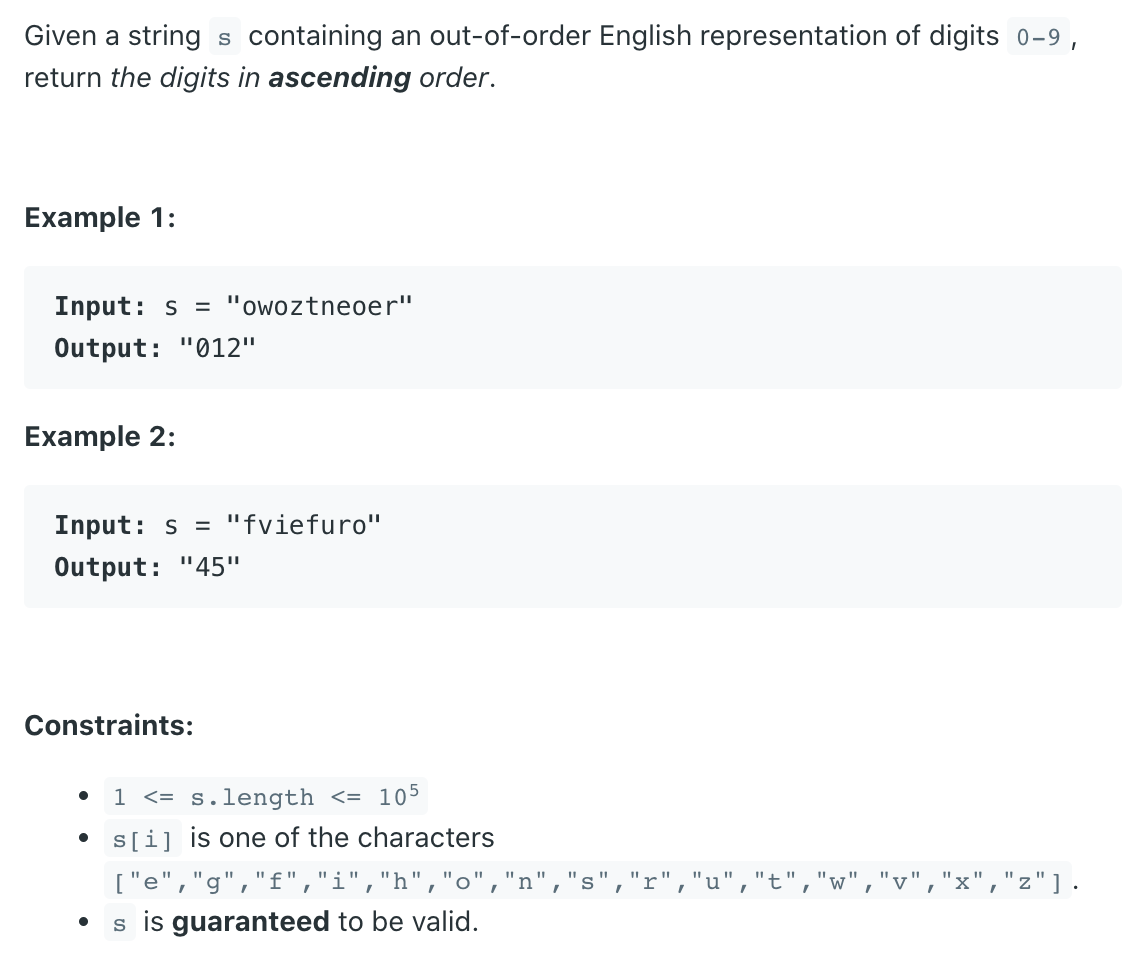 Given a string s containing an out-of-order English representation of digits 0-9,
return the digits in ascending order.
Example 1:
Input: s = "owoztneoer"
Output: "012"
Example 2:
Input: s = "fviefuro"
Output: "45"
Constraints:
1 <= s.length <= 10⁵
s[i] is one of the characters
["e","g","f","i","h","o","n","s","r","u","t","w","v","x","z"].
s is guaranteed to be valid.